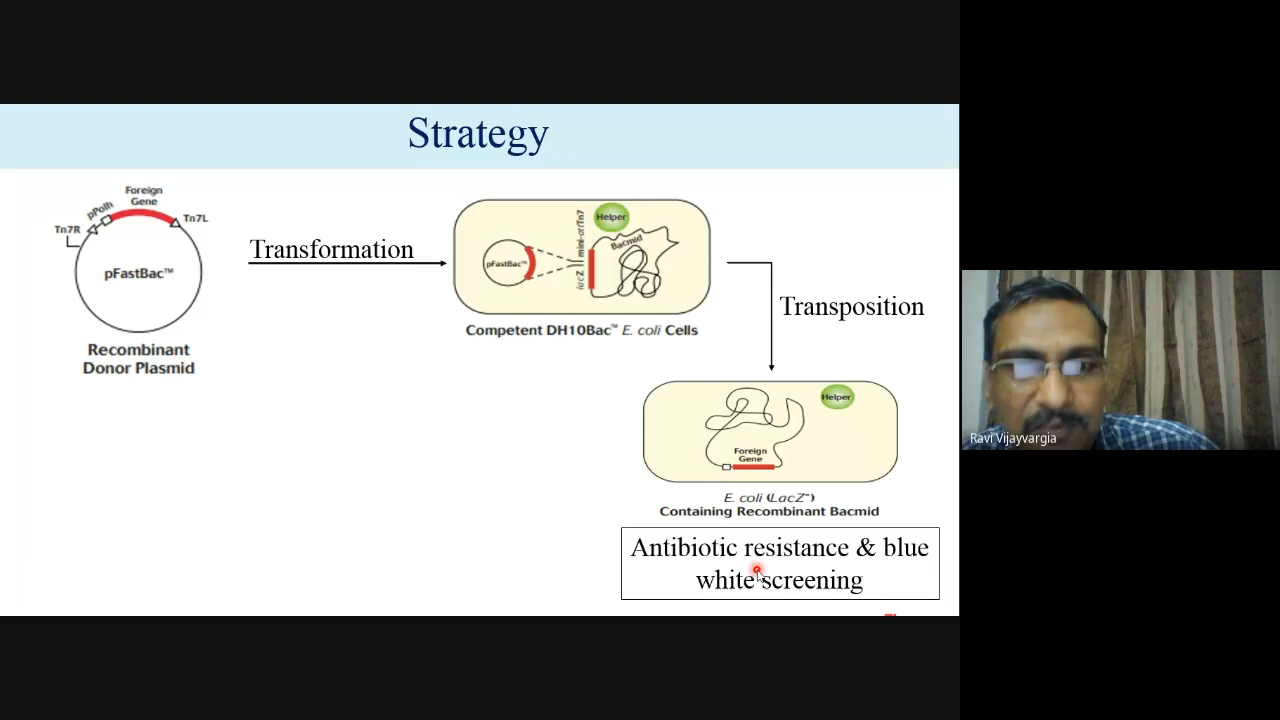 Strategy
Foreign
Gene
pPolh
Tn7R
Tn7L
pFastBac™
Recombinant
Donor Plasmid
Transformation
Helper
mini-attTn7
lacZ
Bacmid
pFastBac™
Competent DH10Bac™ E. coli Cells
Transposition
Helper
Foreign
Gene
E. coli (LacZ⁻)
Containing Recombinant Bacmid
Antibiotic resistance & blue
white screening
Ravi Vijayvargia